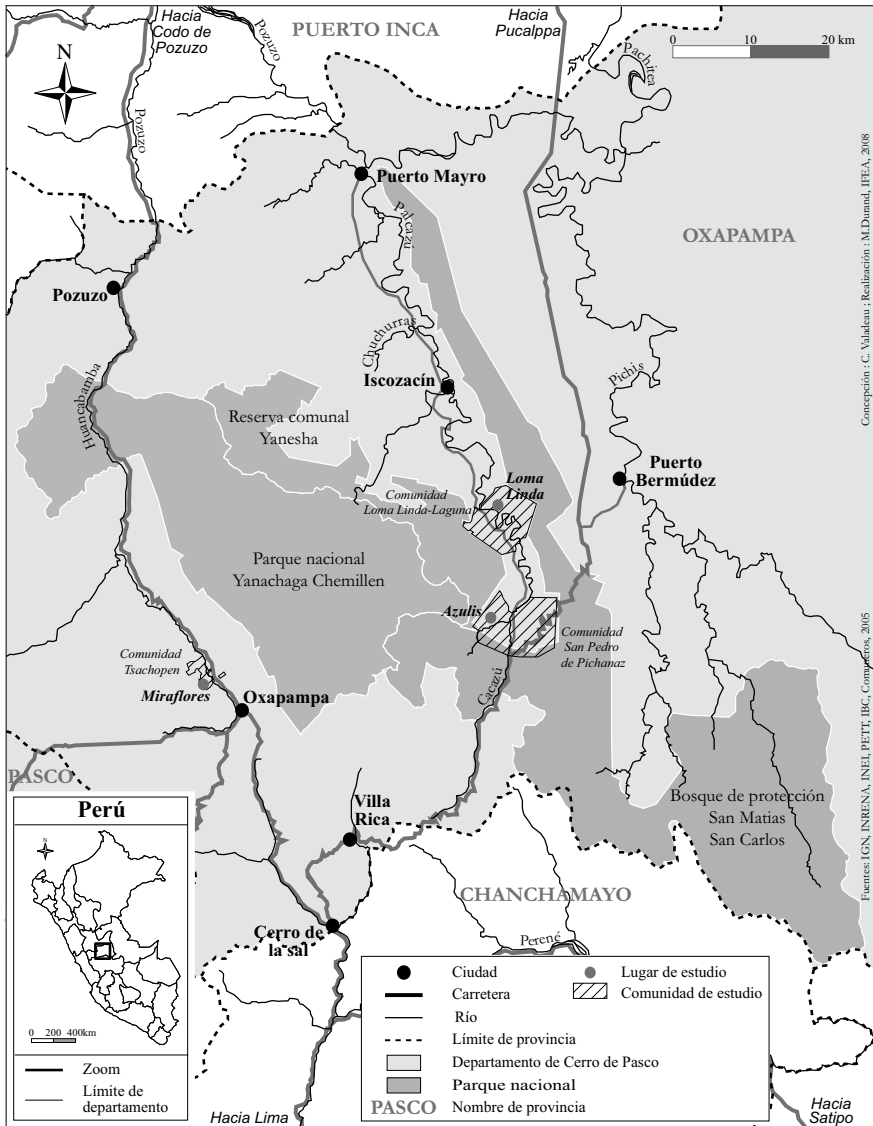 Hacia
Codo de
Pozuzo
PUERTO INCA
Hacia
Pucalppa
0 10 20 km
N
Pozuzo
Pachitea
Pozuzo
Puerto Mayro
Palcazú
OXAPAMPA
Pozuzo
Chuchurras
Iscozacín
Pichis
Huancabamba
Reserva comunal
Yanesha
Puerto
Bermúdez
Loma
Linda
Comunidad
Loma Linda-Laguna
Parque nacional
Yanachaga Chemillen
Azulis
Comunidad
San Pedro
de Pichanaz
Comunidad
Tsachopen
Miraflores
Oxapampa
Cacazú
PASCO
Villa
Rica
Bosque de protección
San Matias
San Carlos
CHANCHAMAYO
Cerro de
la sal
Perené
Perú
N
0 200 400km
Zoom
Límite de
departamento
Hacia Lima
Ciudad
Lugar de estudio
Carretera
Comunidad de estudio
Río
Límite de provincia
Departamento de Cerro de Pasco
Parque nacional
PASCO Nombre de provincia
Hacia
Satipo
Concepción : C. Valadeau ; Realización : M.Durand, IFEA, 2008
Fuentes: IGN, INRENA, INEI, PETT, IBC, Comuneros, 2005